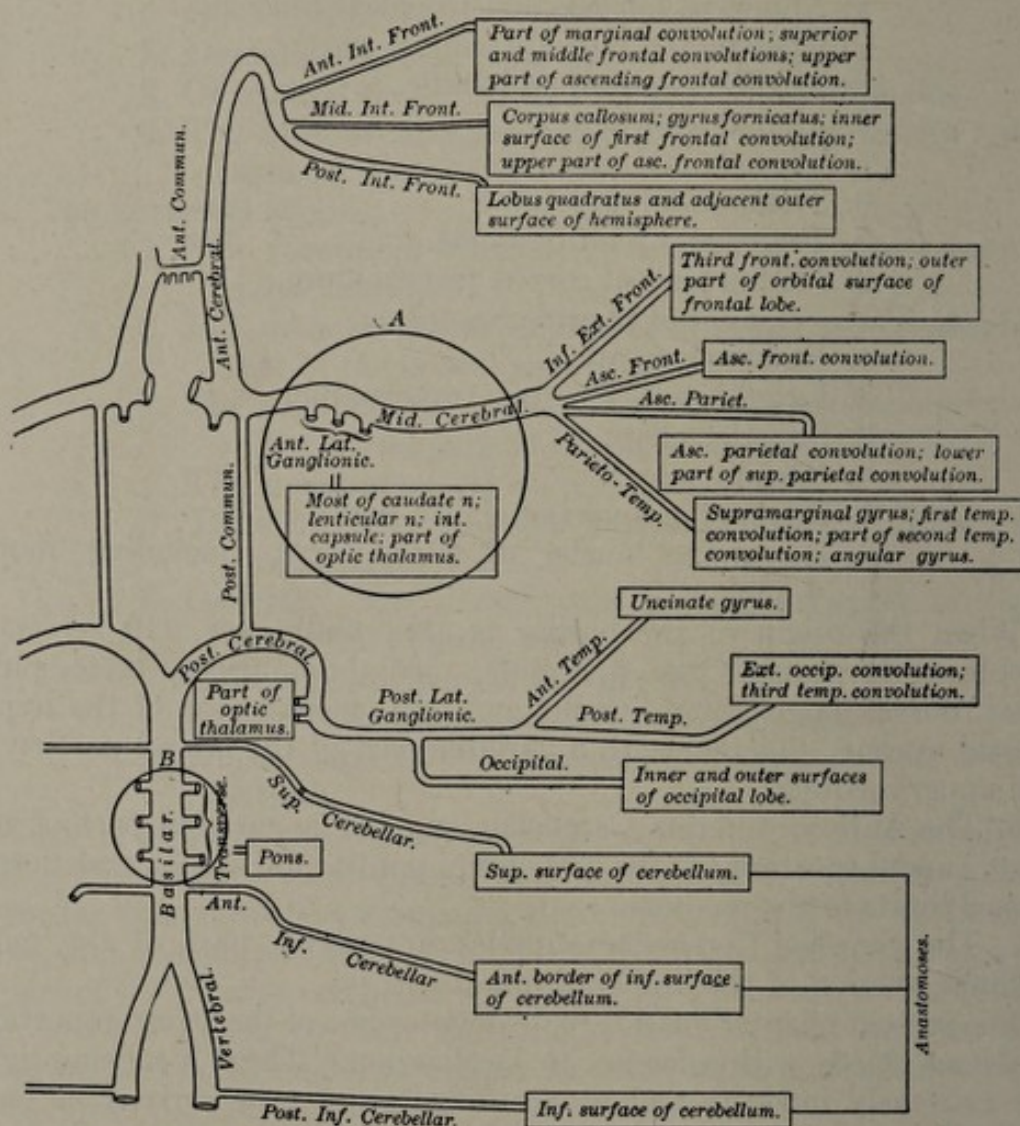 Ant. Int. Front.
Part of marginal convolution; superior
and middle frontal convolutions; upper
part of ascending frontal convolution.
Mid. Int. Front.
Corpus callosum; gyrus fornicatus; inner
surface of first frontal convolution;
upper part of asc. frontal convolution.
Post. Int. Front.
Lobus quadratus and adjacent outer
surface of hemisphere.
Ant. Commun.
Ant. Cerebral.
A
Mid. Cerebral.
Ant. Lat.
Ganglionic.
Most of caudate n;
lenticular n; int.
capsule; part of
optic thalamus.
Inf. Ext. Front.
Third front. convolution; outer
part of orbital surface of
frontal lobe.
Asc. Front.
Asc. front. convolution.
Asc. Pariet.
Asc. parietal convolution; lower
part of sup. parietal convolution.
Parieto-Temp.
Supramarginal gyrus; first temp.
convolution; part of second temp.
convolution; angular gyrus.
Post. Commun.
Post. Cerebral
Part of
optic
thalamus.
Post. Lat.
Ganglionic.
Ant. Temp.
Uncinate gyrus.
Post. Temp.
Ext. occip. convolution;
third temp. convolution.
Occipital.
Inner and outer surfaces
of occipital lobe.
B
Basilar.
Transverse.
Pons.
Sup. Cerebellar.
Sup. surface of cerebellum.
Ant. Inf. Cerebellar
Ant. border of inf. surface
of cerebellum.
Vertebral.
Post. Inf. Cerebellar.
Inf. surface of cerebellum.
Anastomoses.